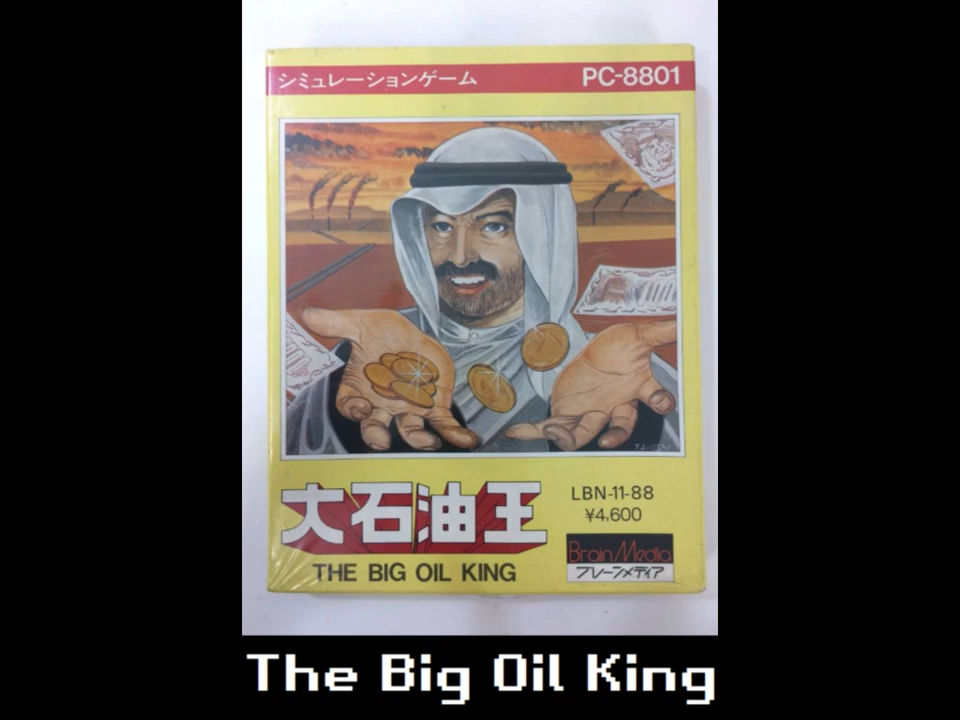 シミュレーションゲーム PC-8801
大石油王
THE BIG OIL KING
LBN-11-88
¥4,600
Brain Media
ブレーンメディア
The Big Oil King